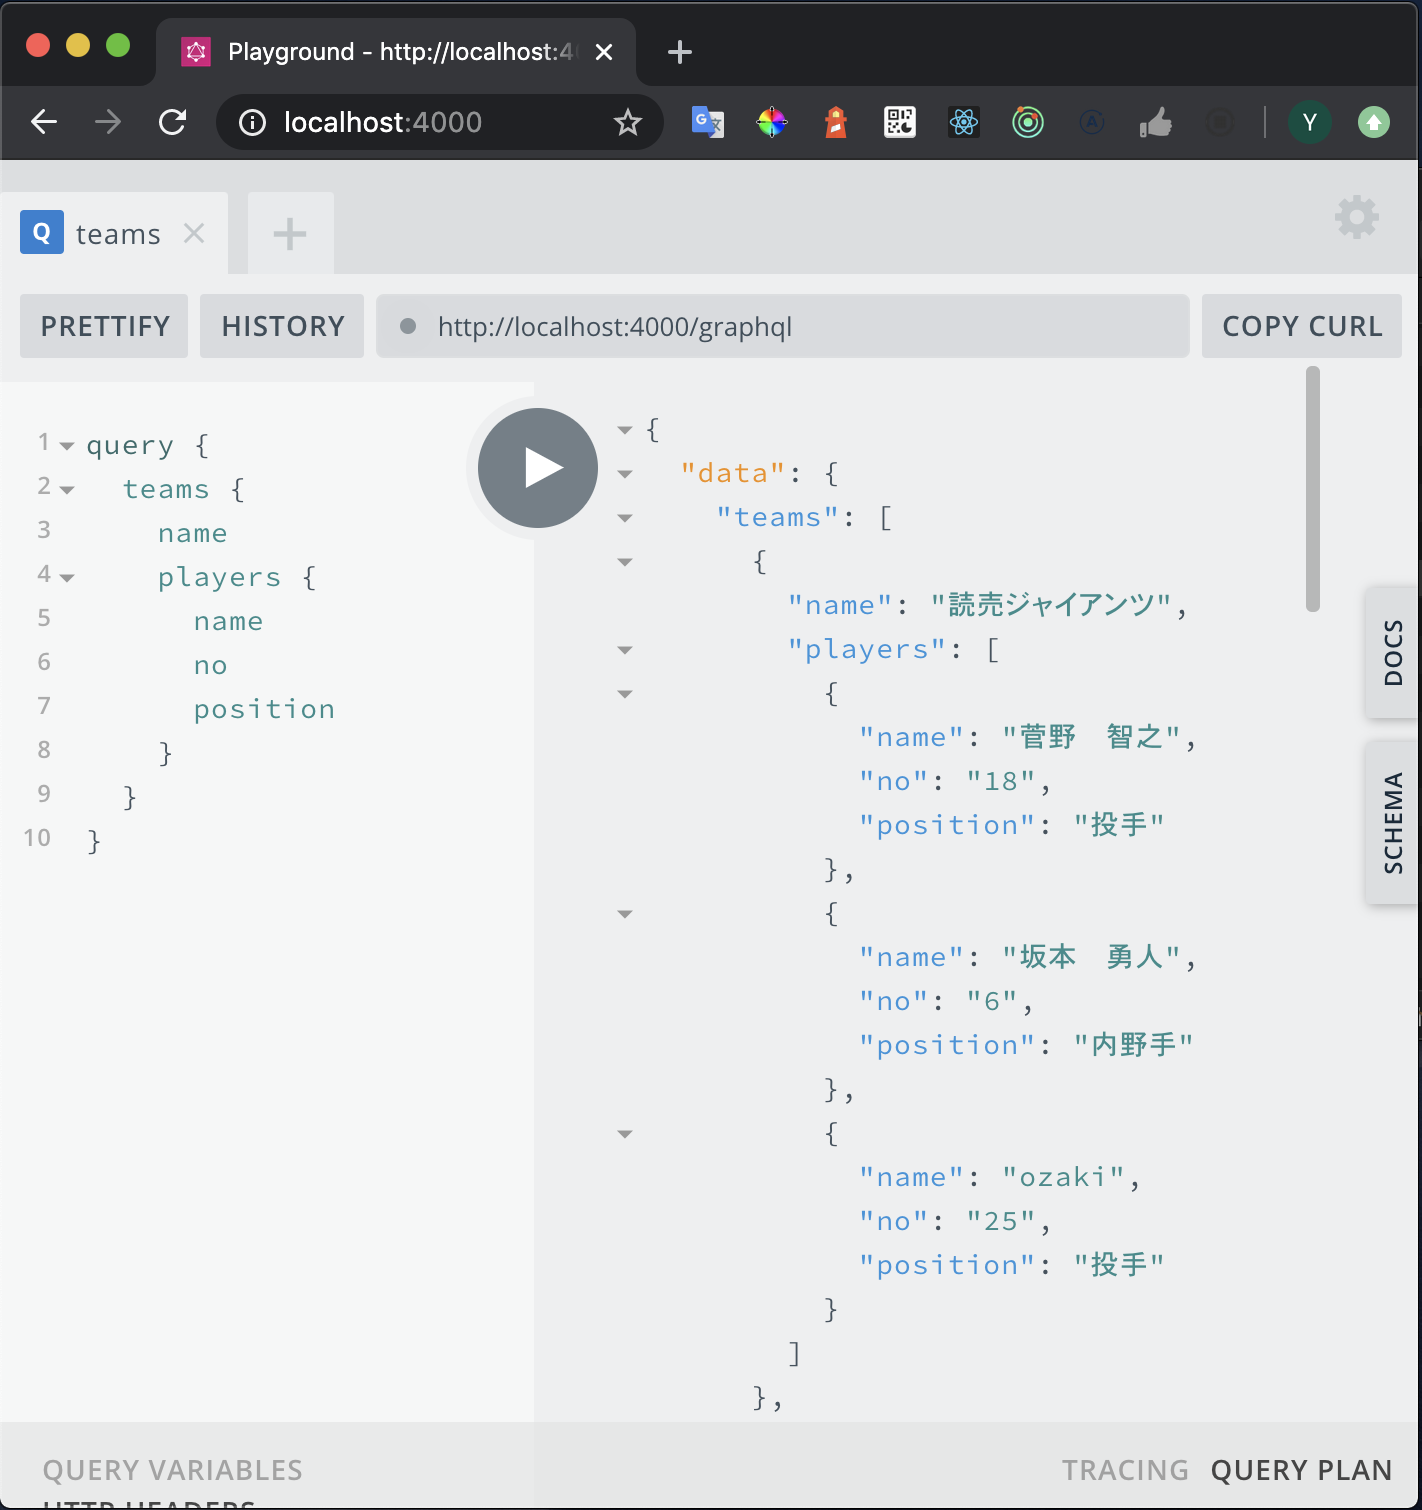 Playground - http://localhost:4
localhost:4000
Y
Q teams
PRETTIFY HISTORY http://localhost:4000/graphql COPY CURL
1 query {
2 teams {
3 name
4 players {
5 name
6 no
7 position
8 }
9 }
10 }
{
"data": {
"teams": [
{
"name": "読売ジャイアンツ",
"players": [
{
"name": "菅野　智之",
"no": "18",
"position": "投手"
},
{
"name": "坂本　勇人",
"no": "6",
"position": "内野手"
},
{
"name": "ozaki",
"no": "25",
"position": "投手"
}
]
},
DOCS
SCHEMA
QUERY VARIABLES
HTTP HEADERS
TRACING QUERY PLAN